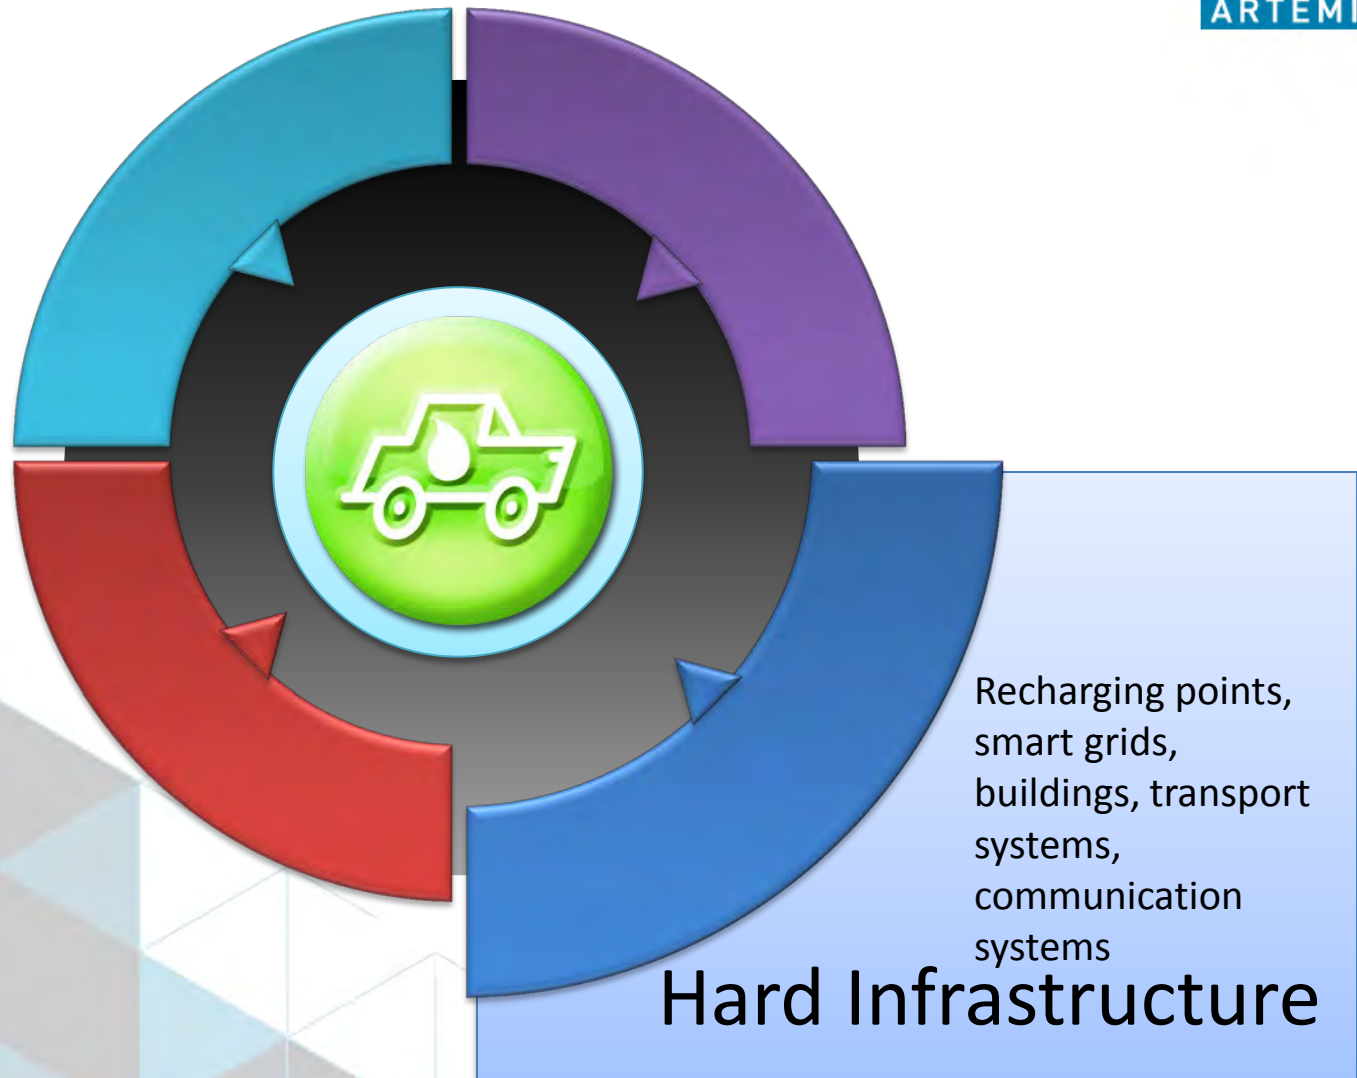 ARTEMI
Recharging points,
smart grids,
buildings, transport
systems,
communication
systems
Hard Infrastructure